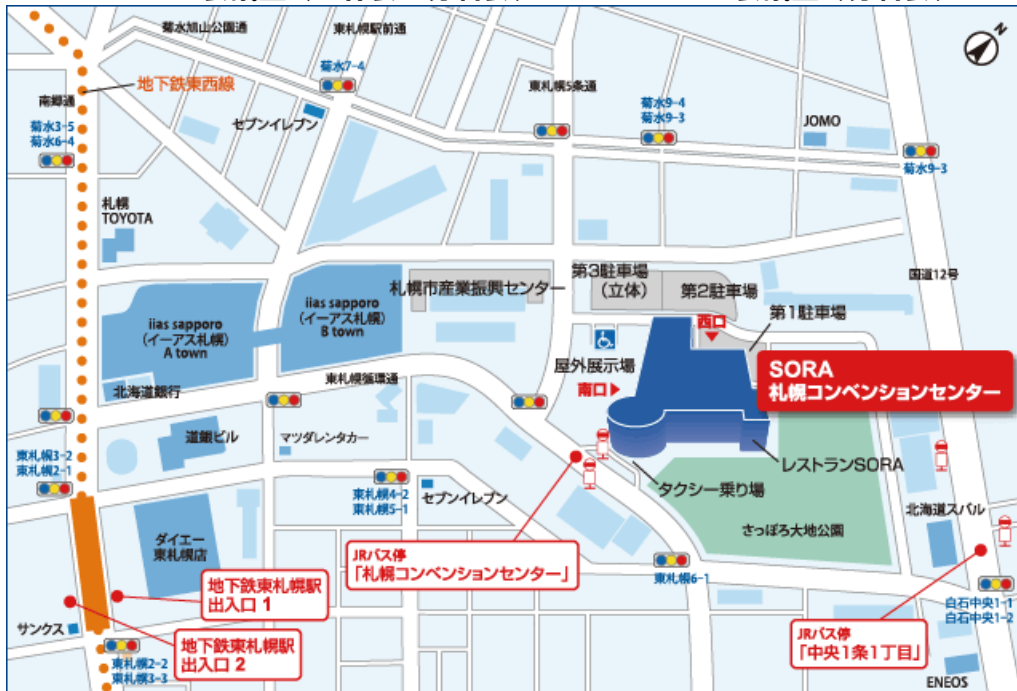 菊水旭山公園通
東札幌駅前通
N
菊水7-4
地下鉄東西線
東札幌5条通
南郷通
菊水9-4
菊水9-3
セブンイレブン
JOMO
菊水3-5
菊水6-4
菊水9-3
札幌
TOYOTA
国道12号
第3駐車場
(立体)
札幌市産業振興センター
第2駐車場
iias sapporo
(イーアス札幌)
A town
iias sapporo
(イーアス札幌)
B town
第1駐車場
西口
屋外展示場
SORA
札幌コンベンションセンター
南口
北海道銀行
東札幌循環通
道銀ビル
マツダレンタカー
東札幌3-2
東札幌2-1
レストランSORA
タクシー乗り場
東札幌4-2
東札幌5-1
セブンイレブン
北海道スバル
さっぽろ大地公園
ダイエー
東札幌店
JRバス停
「札幌コンベンションセンター」
東札幌6-1
地下鉄東札幌駅
出入口 1
白石中央1-1
白石中央1-2
サンクス
地下鉄東札幌駅
出入口 2
JRバス停
「中央1条1丁目」
東札幌2-2
東札幌3-3
ENEOS